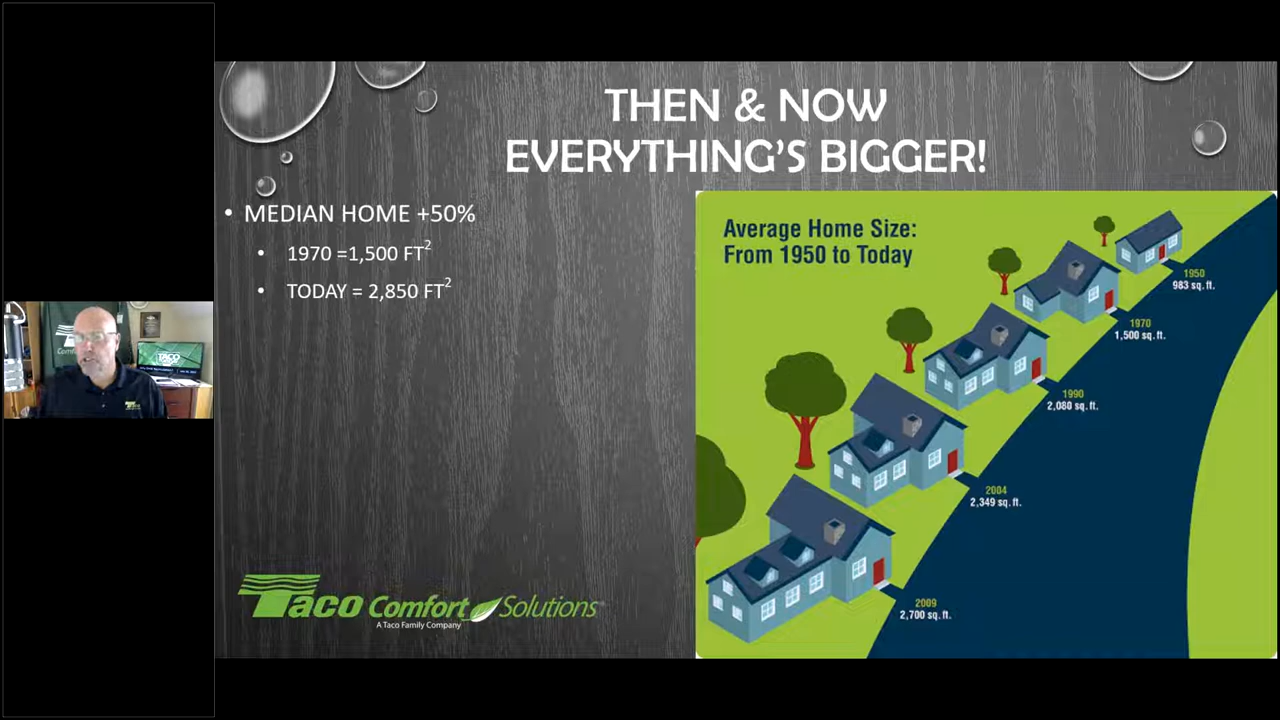 THEN & NOW
EVERYTHING'S BIGGER!
• MEDIAN HOME +50%
• 1970 =1,500 FT2
• TODAY = 2,850 FT2
Average Home Size:
From 1950 to Today
1950
983 sq. ft.
1970
1,500 sq. ft.
1990
2,080 sq. ft.
2004
2,349 sq. ft.
2009
2,700 sq. ft.
Taco Comfort Solutions
A Taco Family Company
TACO